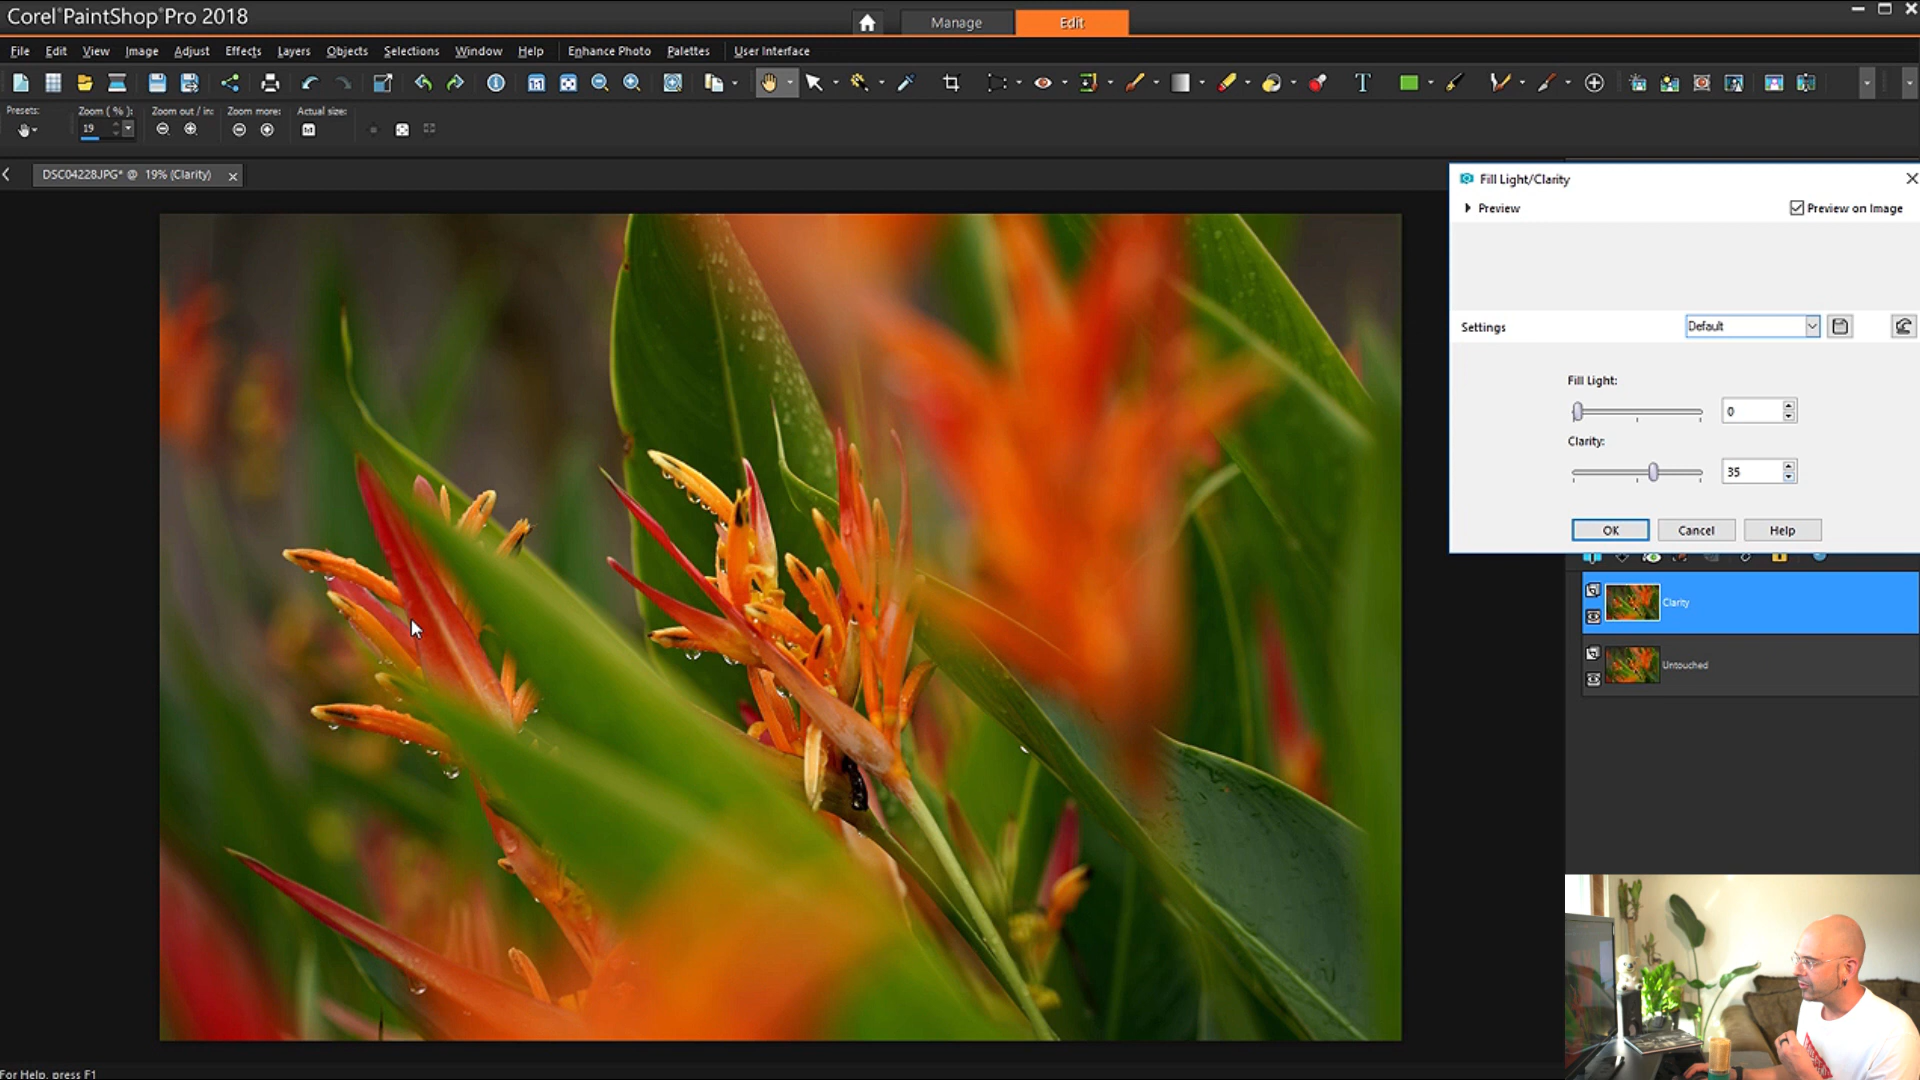 Corel®PaintShop®Pro 2018
Manage
Edit
File Edit View Image Adjust Effects Layers Objects Selections Window Help Enhance Photo Palettes User Interface
Presets:
Zoom (%):
Zoom out / in:
Zoom more:
Actual size:
19
DSC04228JPG* @ 19% (Clarity)
Fill Light/Clarity
Preview
Preview on Image
Settings
Default
Fill Light:
0
Clarity:
35
OK
Cancel
Help
Clarity
Untouched
For Help, press F1